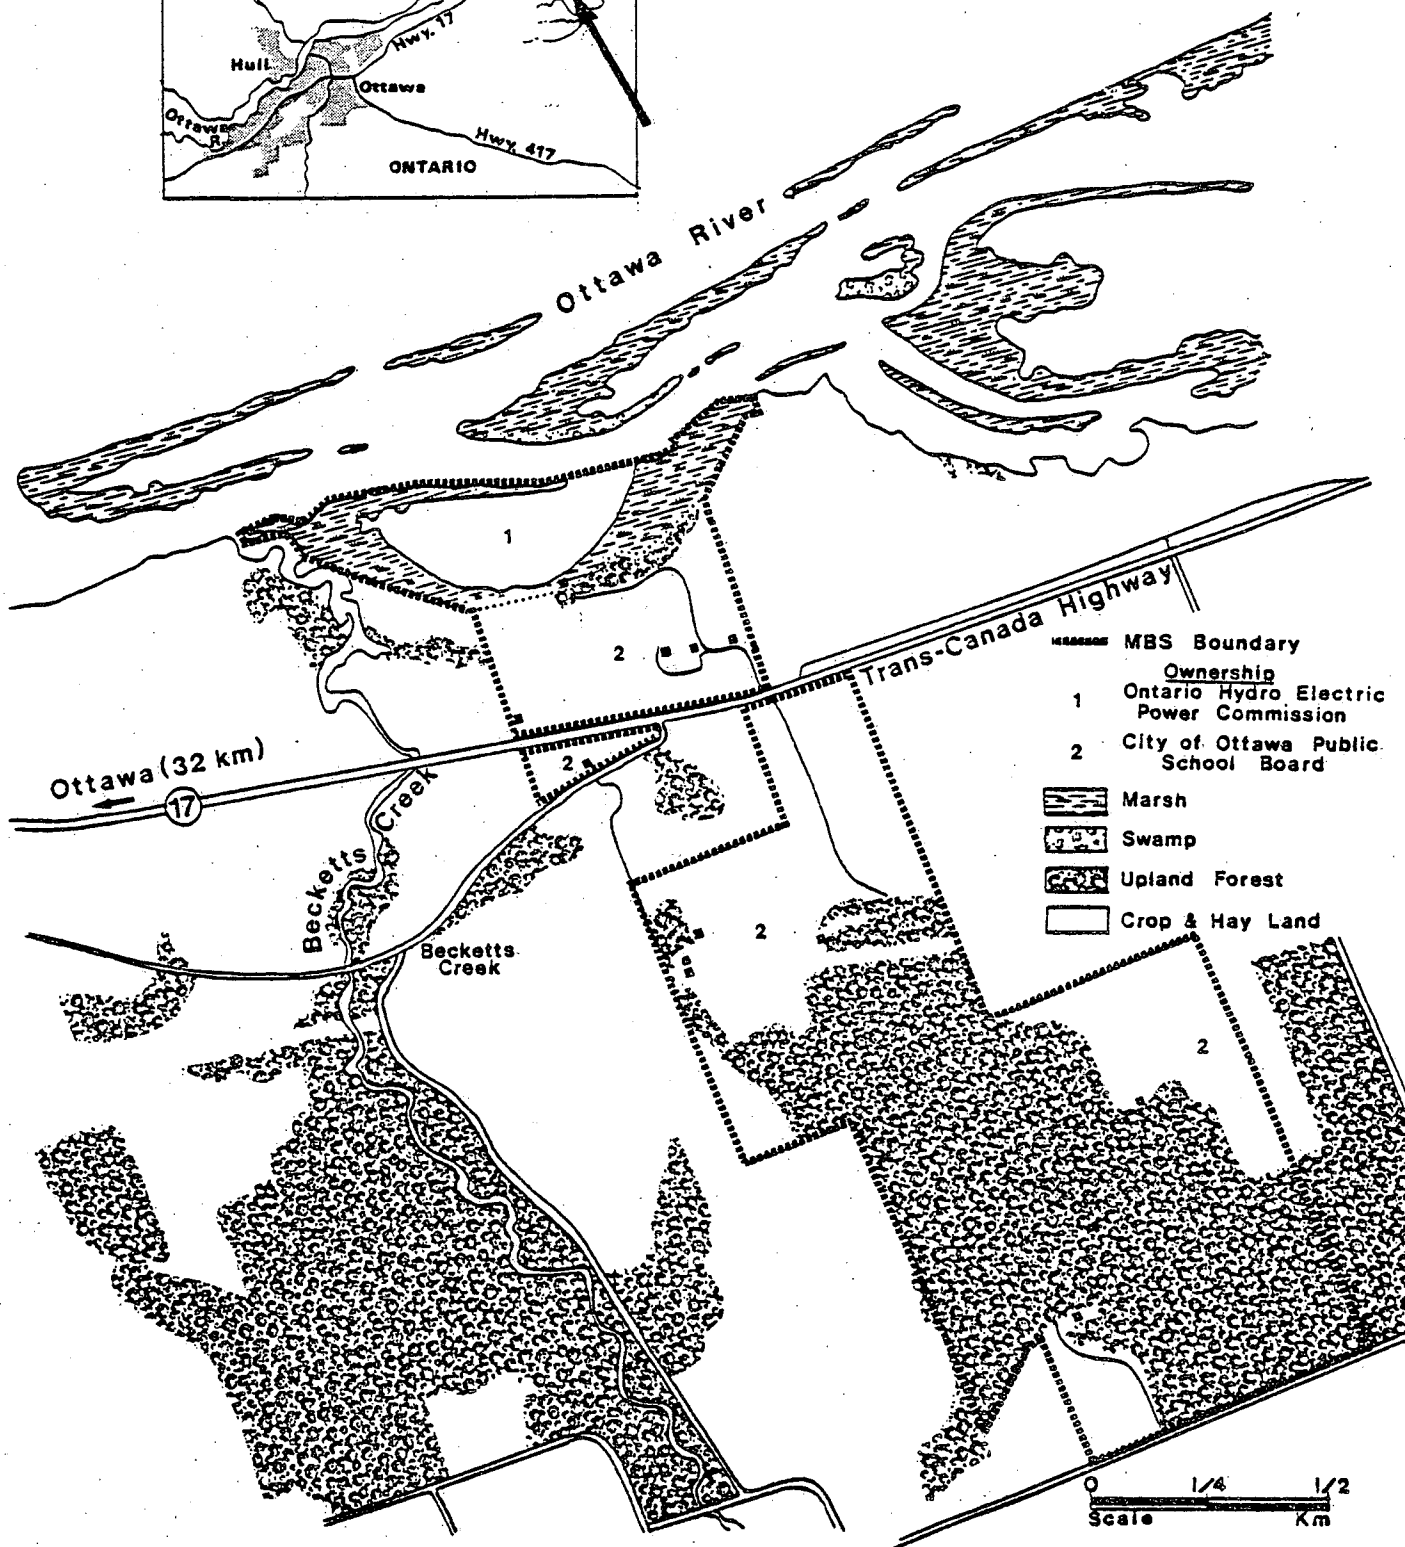 Hwy. 17
Hull
Ottawa
Ottawa
R.
Hwy. 417
ONTARIO
Ottawa River
1
2
Trans-Canada Highway
MBS Boundary
Ownership
1 Ontario Hydro Electric
Power Commission
2 City of Ottawa Public
School Board
Marsh
Swamp
Upland Forest
Crop & Hay Land
Ottawa (32 km)
17
2
Becketts Creek
Becketts
Creek
2
2
0 1/4 1/2
Scale Km